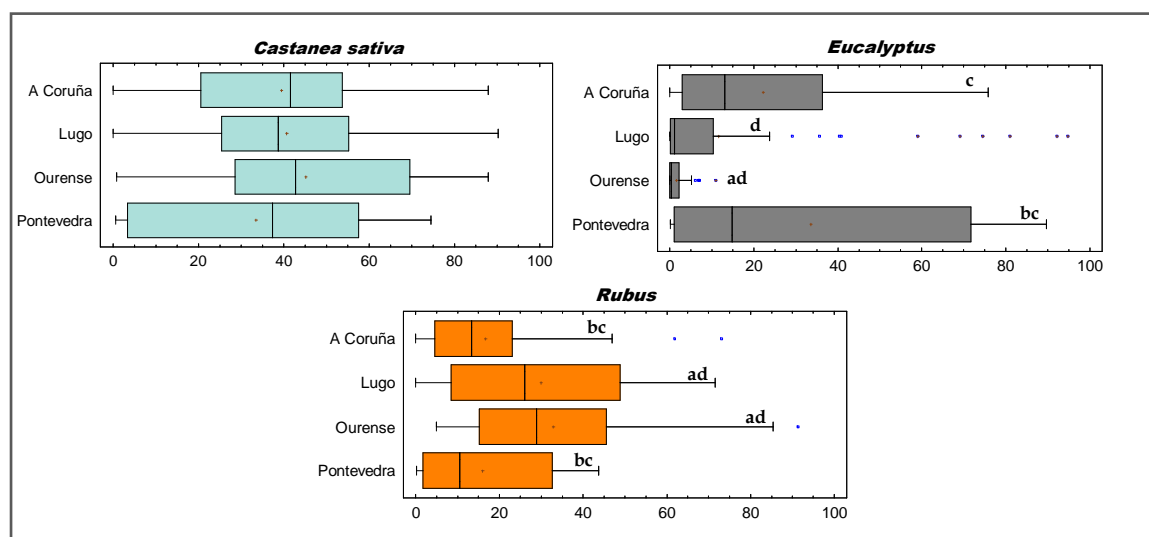 Castanea sativa
A Coruña
Lugo
Ourense
Pontevedra
0 20 40 60 80 100
Eucalyptus
A Coruña c
Lugo d
Ourense ad
Pontevedra bc
0 20 40 60 80 100
Rubus
A Coruña bc
Lugo ad
Ourense ad
Pontevedra bc
0 20 40 60 80 100